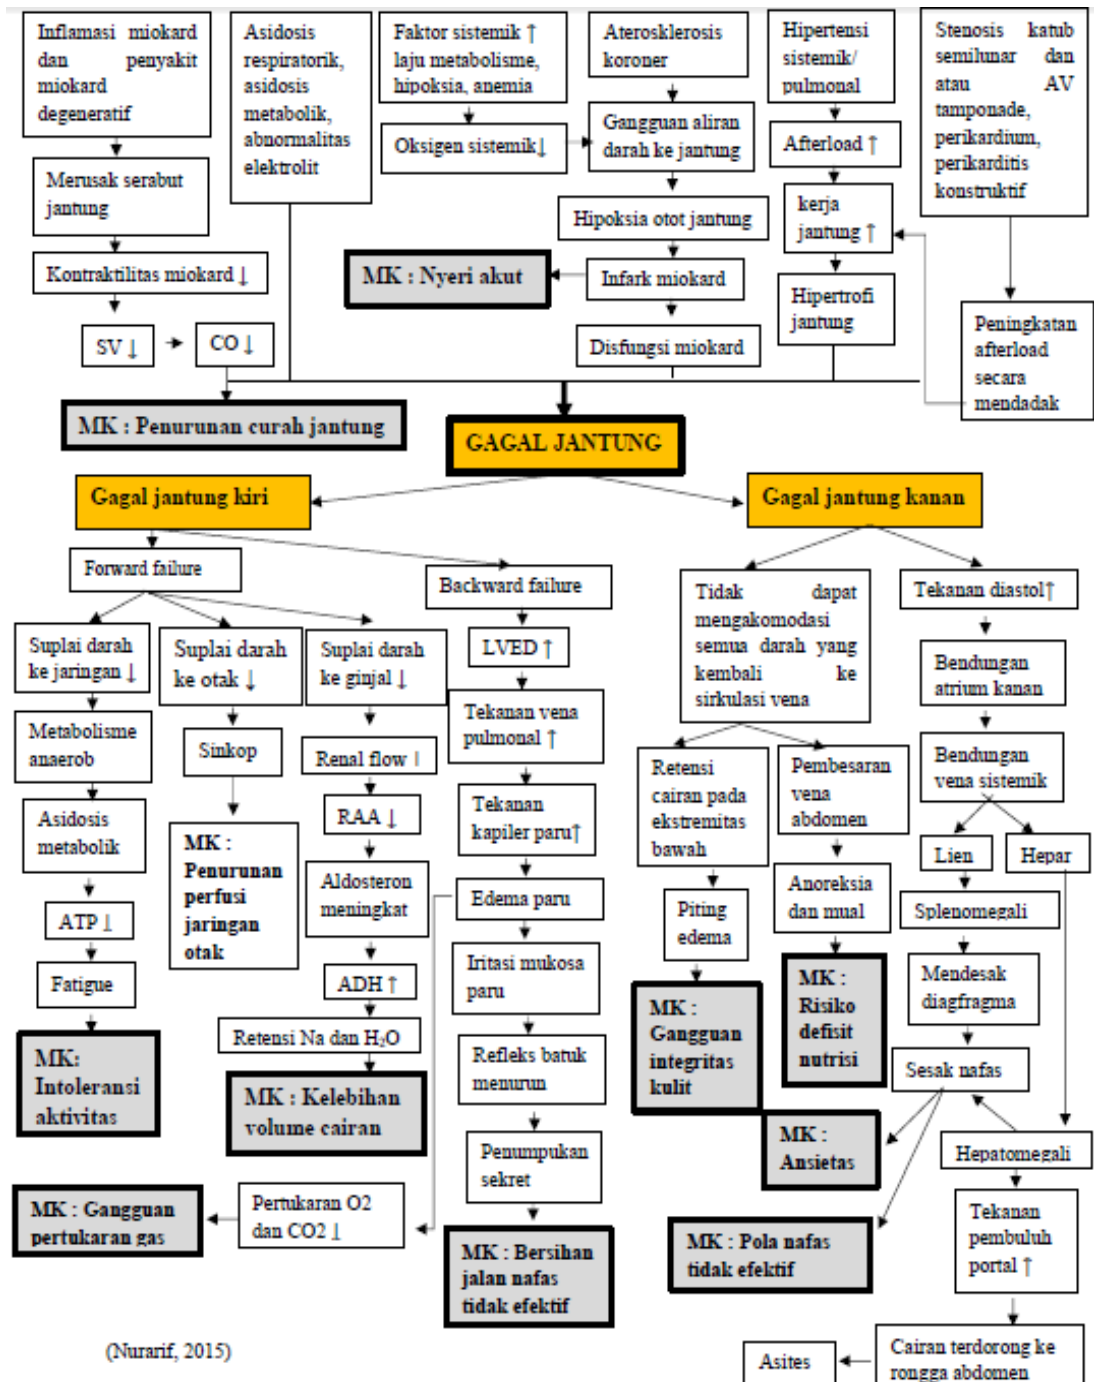 Inflamasi miokard
dan penyakit
miokard
degeneratif
Asidosis
respiratorik,
asidosis
metabolik,
abnormalitas
elektrolit
Faktor sistemik ↑
laju metabolisme,
hipoksia, anemia
Aterosklerosis
koroner
Hipertensi
sistemik/
pulmonal
Stenosis katub
semilunar dan
atau AV
tamponade,
perikardium,
perikarditis
konstruktif
Oksigen sistemik↓
Gangguan aliran
darah ke jantung
Afterload ↑
Merusak serabut
jantung
Hipoksia otot jantung
kerja
jantung ↑
Kontraktilitas miokard ↓
MK : Nyeri akut
Infark miokard
Hipertrofi
jantung
Peningkatan
afterload
secara
mendadak
SV ↓
CO ↓
Disfungsi miokard
MK : Penurunan curah jantung
GAGAL JANTUNG
Gagal jantung kiri
Gagal jantung kanan
Forward failure
Backward failure
Tidak dapat
mengakomodasi
semua darah yang
kembali ke
sirkulasi vena
Tekanan diastol↑
Suplai darah
ke jaringan ↓
Suplai darah
ke otak ↓
Suplai darah
ke ginjal ↓
LVED ↑
Bendungan
atrium kanan
Metabolisme
anaerob
Sinkop
Renal flow ↓
Tekanan vena
pulmonal ↑
Retensi
cairan pada
ekstremitas
bawah
Pembesaran
vena
abdomen
Bendungan
vena sistemik
Asidosis
metabolik
MK :
Penurunan
perfusi
jaringan
otak
RAA ↓
Tekanan
kapiler paru↑
Lien
Hepar
Aldosteron
meningkat
Edema paru
Piting
edema
Anoreksia
dan mual
Splenomegali
ATP ↓
Fatigue
ADH ↑
Iritasi mukosa
paru
Mendesak
diagfragma
MK :
Gangguan
integritas
kulit
MK :
Risiko
defisit
nutrisi
Retensi Na dan H₂O
Refleks batuk
menurun
Sesak nafas
MK:
Intoleransi
aktivitas
MK : Kelebihan
volume cairan
MK :
Ansietas
Hepatomegali
Penumpukan
sekret
MK : Gangguan
pertukaran gas
Pertukaran O2
dan CO2 ↓
MK : Bersihan
jalan nafas
tidak efektif
MK : Pola nafas
tidak efektif
Tekanan
pembuluh
portal ↑
(Nurarif, 2015)
Asites
Cairan terdorong ke
rongga abdomen